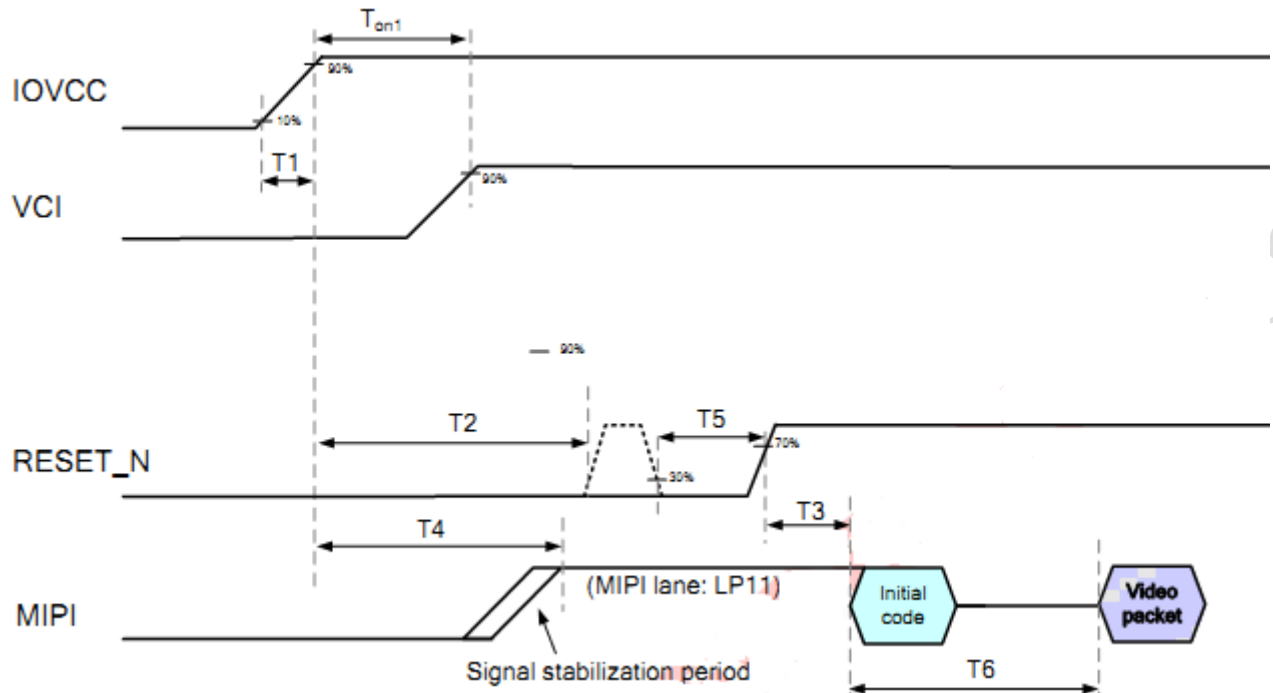 Ton1
90%
IOVCC
10%
T1
90%
VCI
90%
T2
T5
70%
RESET_N
30%
T4
T3
(MIPI lane: LP11)
Initial
code
Video
packet
MIPI
Signal stabilization period
T6